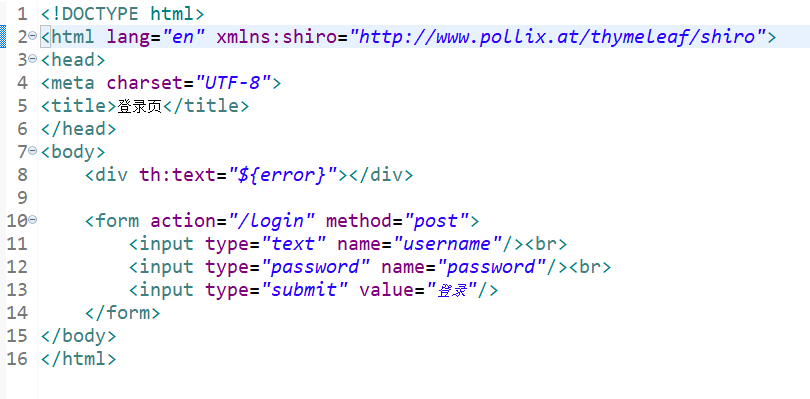 1 <!DOCTYPE html>
2 <html lang="en" xmlns:shiro="http://www.pollix.at/thymeleaf/shiro">
3 <head>
4 <meta charset="UTF-8">
5 <title>登录页</title>
6 </head>
7 <body>
8     <div th:text="${error}"></div>
9
10     <form action="/login" method="post">
11         <input type="text" name="username"/><br>
12         <input type="password" name="password"/><br>
13         <input type="submit" value="登录"/>
14     </form>
15 </body>
16 </html>